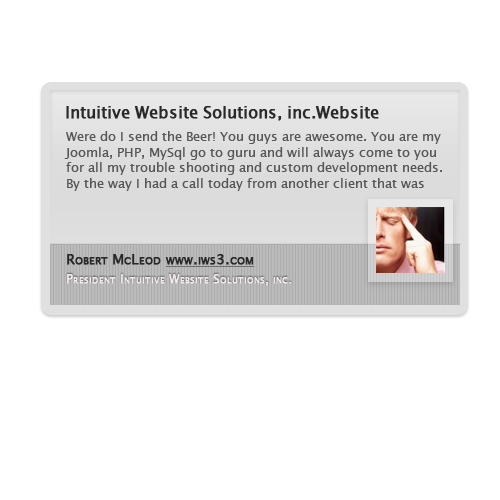 Intuitive Website Solutions, inc.Website
Were do I send the Beer! You guys are awesome. You are my
Joomla, PHP, MySql go to guru and will always come to you
for all my trouble shooting and custom development needs.
By the way I had a call today from another client that was
Robert McLeod www.iws3.com
President Intuitive Website Solutions, inc.